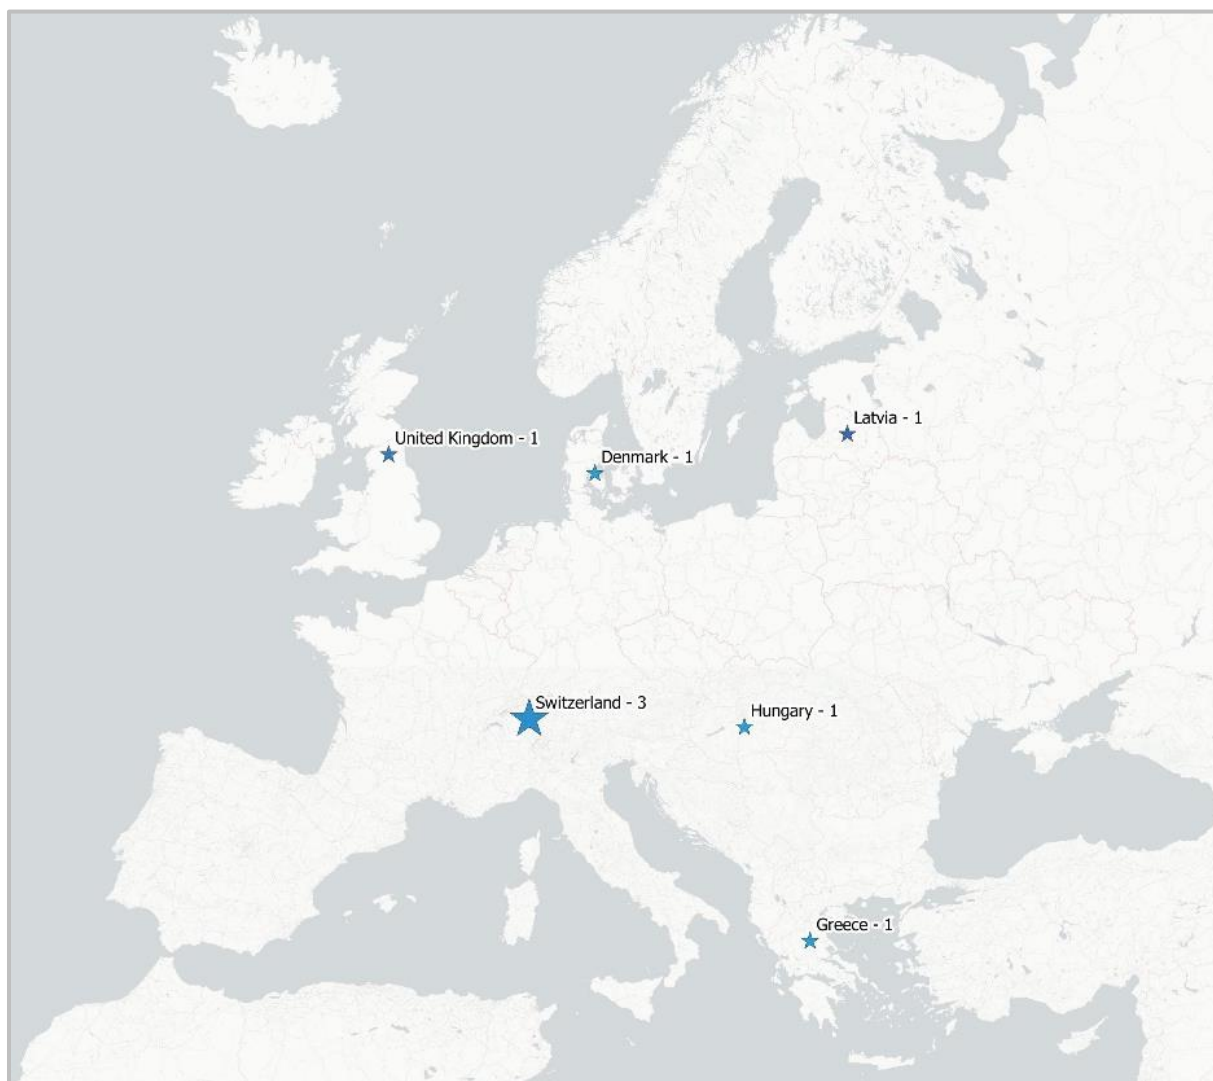 Latvia - 1
United Kingdom - 1
Denmark - 1
Switzerland - 3
Hungary - 1
Greece - 1